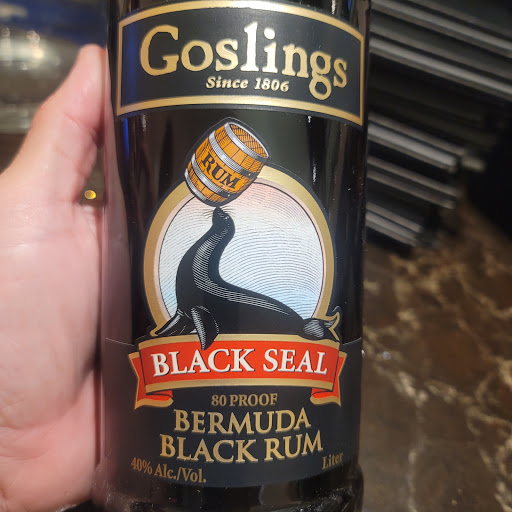 Goslings
Since 1806
RUM
BLACK SEAL
80 PROOF
BERMUDA
BLACK RUM
40% Alc./Vol.
Liter